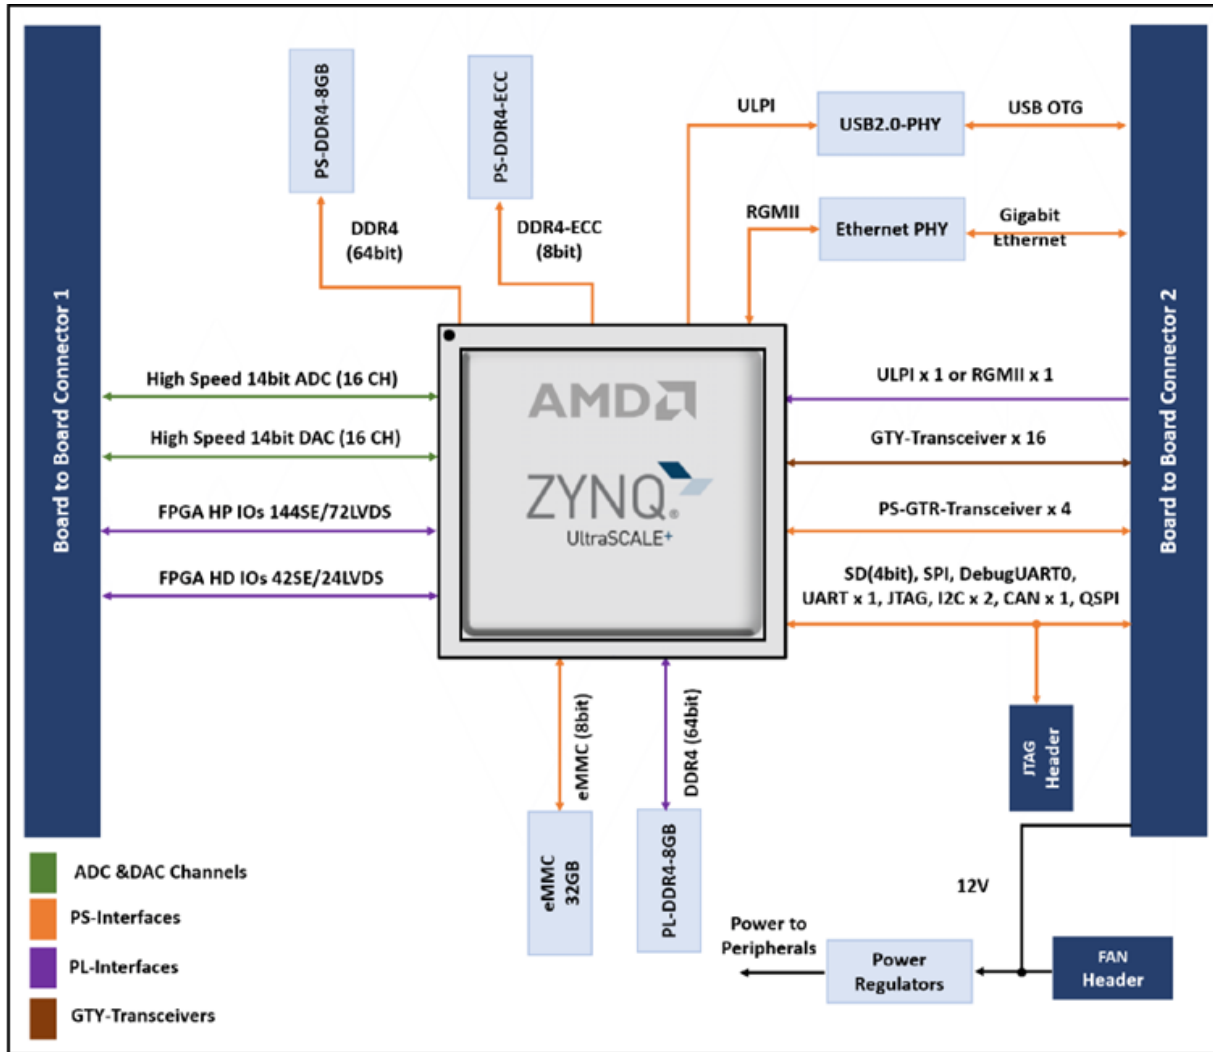 Board to Board Connector 1
PS-DDR4-8GB
PS-DDR4-ECC
DDR4
(64bit)
DDR4-ECC
(8bit)
ULPI
USB2.0-PHY
USB OTG
RGMII
Ethernet PHY
Gigabit
Ethernet
Board to Board Connector 2
High Speed 14bit ADC (16 CH)
High Speed 14bit DAC (16 CH)
FPGA HP IOs 144SE/72LVDS
FPGA HD IOs 42SE/24LVDS
AMD
ZYNQ®
UltraSCALE+
ULPI x 1 or RGMII x 1
GTY-Transceiver x 16
PS-GTR-Transceiver x 4
SD(4bit), SPI, DebugUART0,
UART x 1, JTAG, I2C x 2, CAN x 1, QSPI
JTAG
Header
eMMC (8bit)
DDR4 (64bit)
eMMC
32GB
PL-DDR4-8GB
12V
Power to
Peripherals
Power
Regulators
FAN
Header
ADC &DAC Channels
PS-Interfaces
PL-Interfaces
GTY-Transceivers